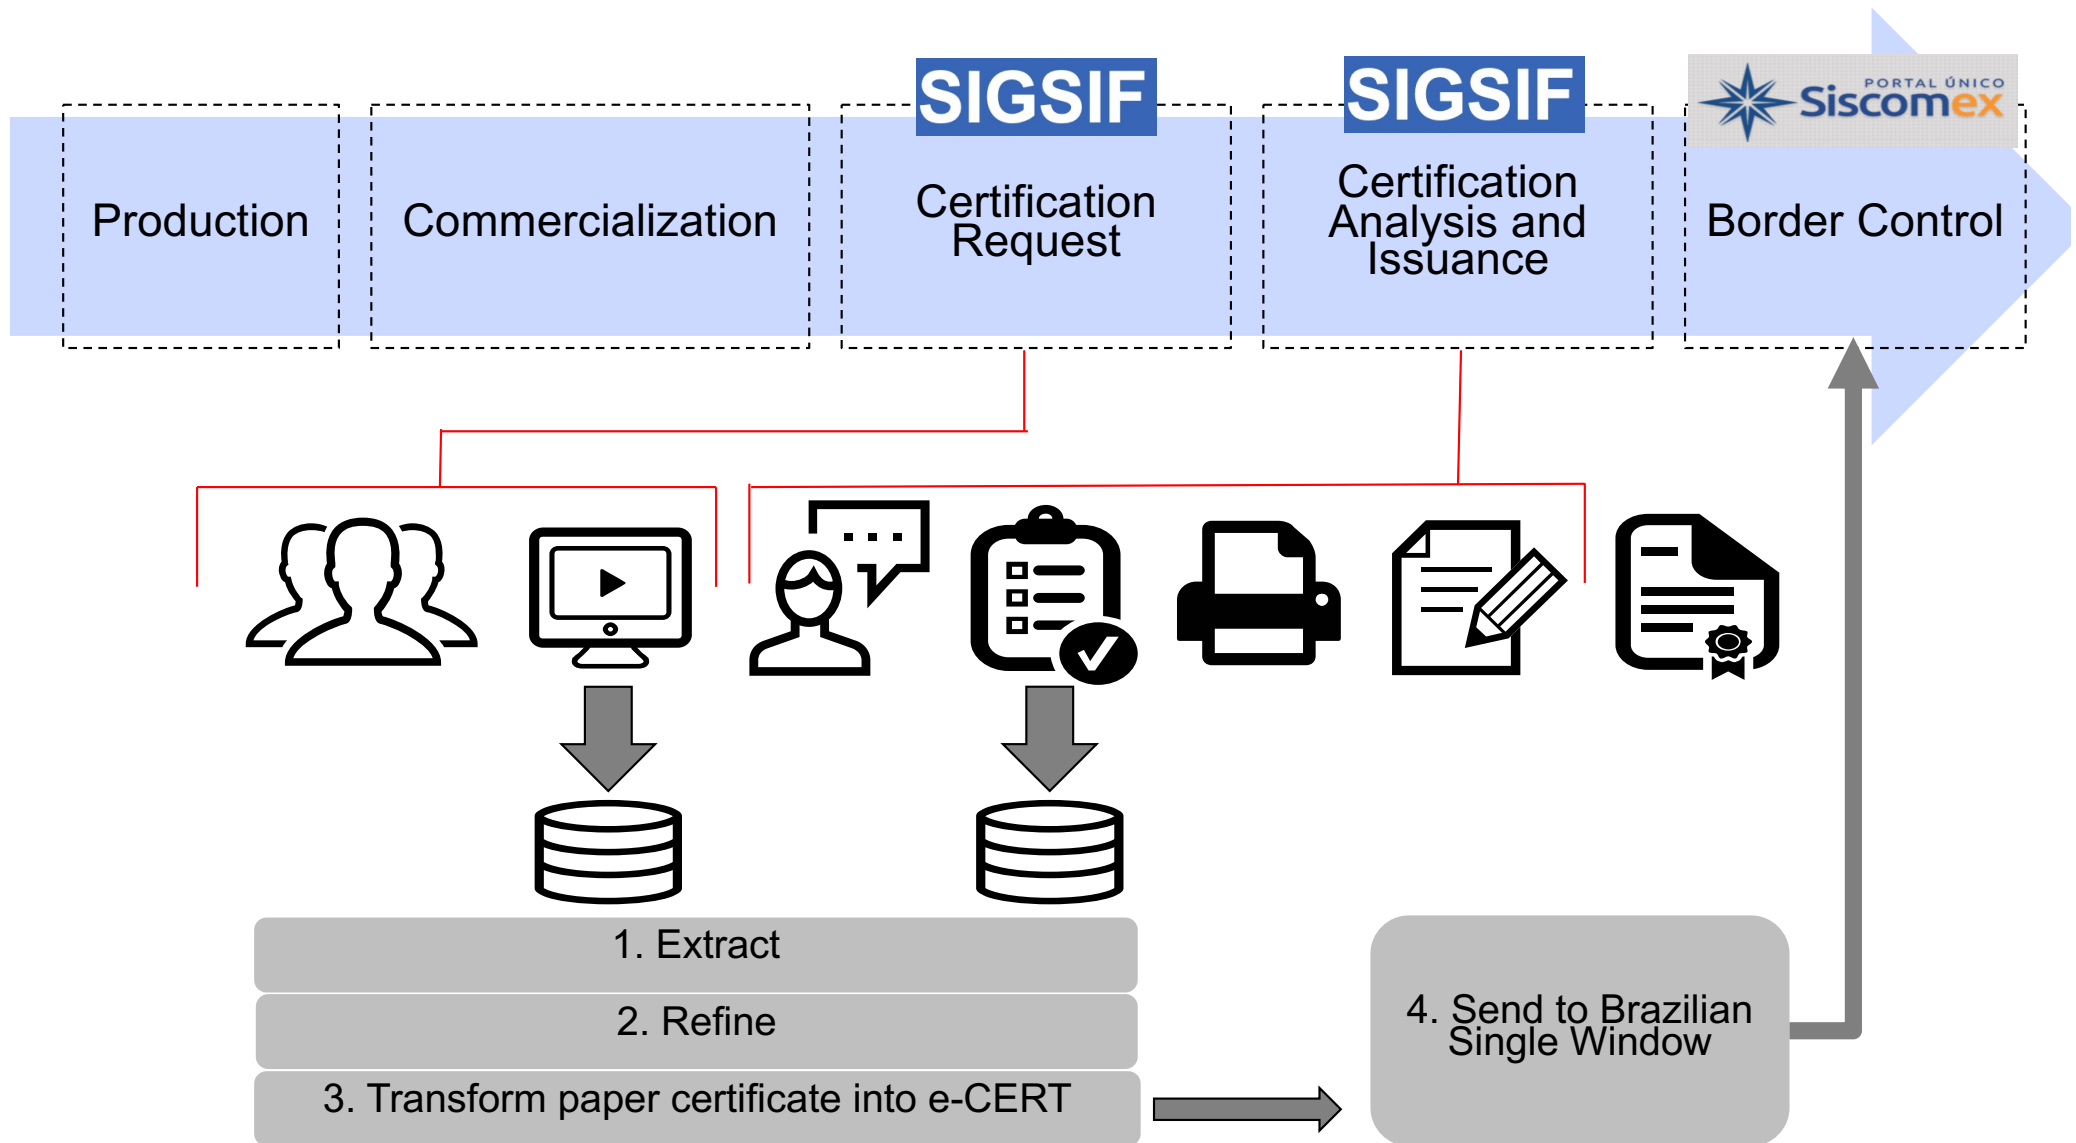 SIGSIF
SIGSIF
PORTAL ÚNICO
Siscomex
Production
Commercialization
Certification
Request
Certification
Analysis and
Issuance
Border Control
1. Extract
2. Refine
3. Transform paper certificate into e-CERT
4. Send to Brazilian
Single Window